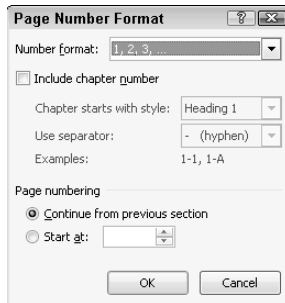 Page Number Format
Number format: 1, 2, 3, ...
Include chapter number
Chapter starts with style: Heading 1
Use separator: - (hyphen)
Examples: 1-1, 1-A
Page numbering
Continue from previous section
Start at:
OK Cancel